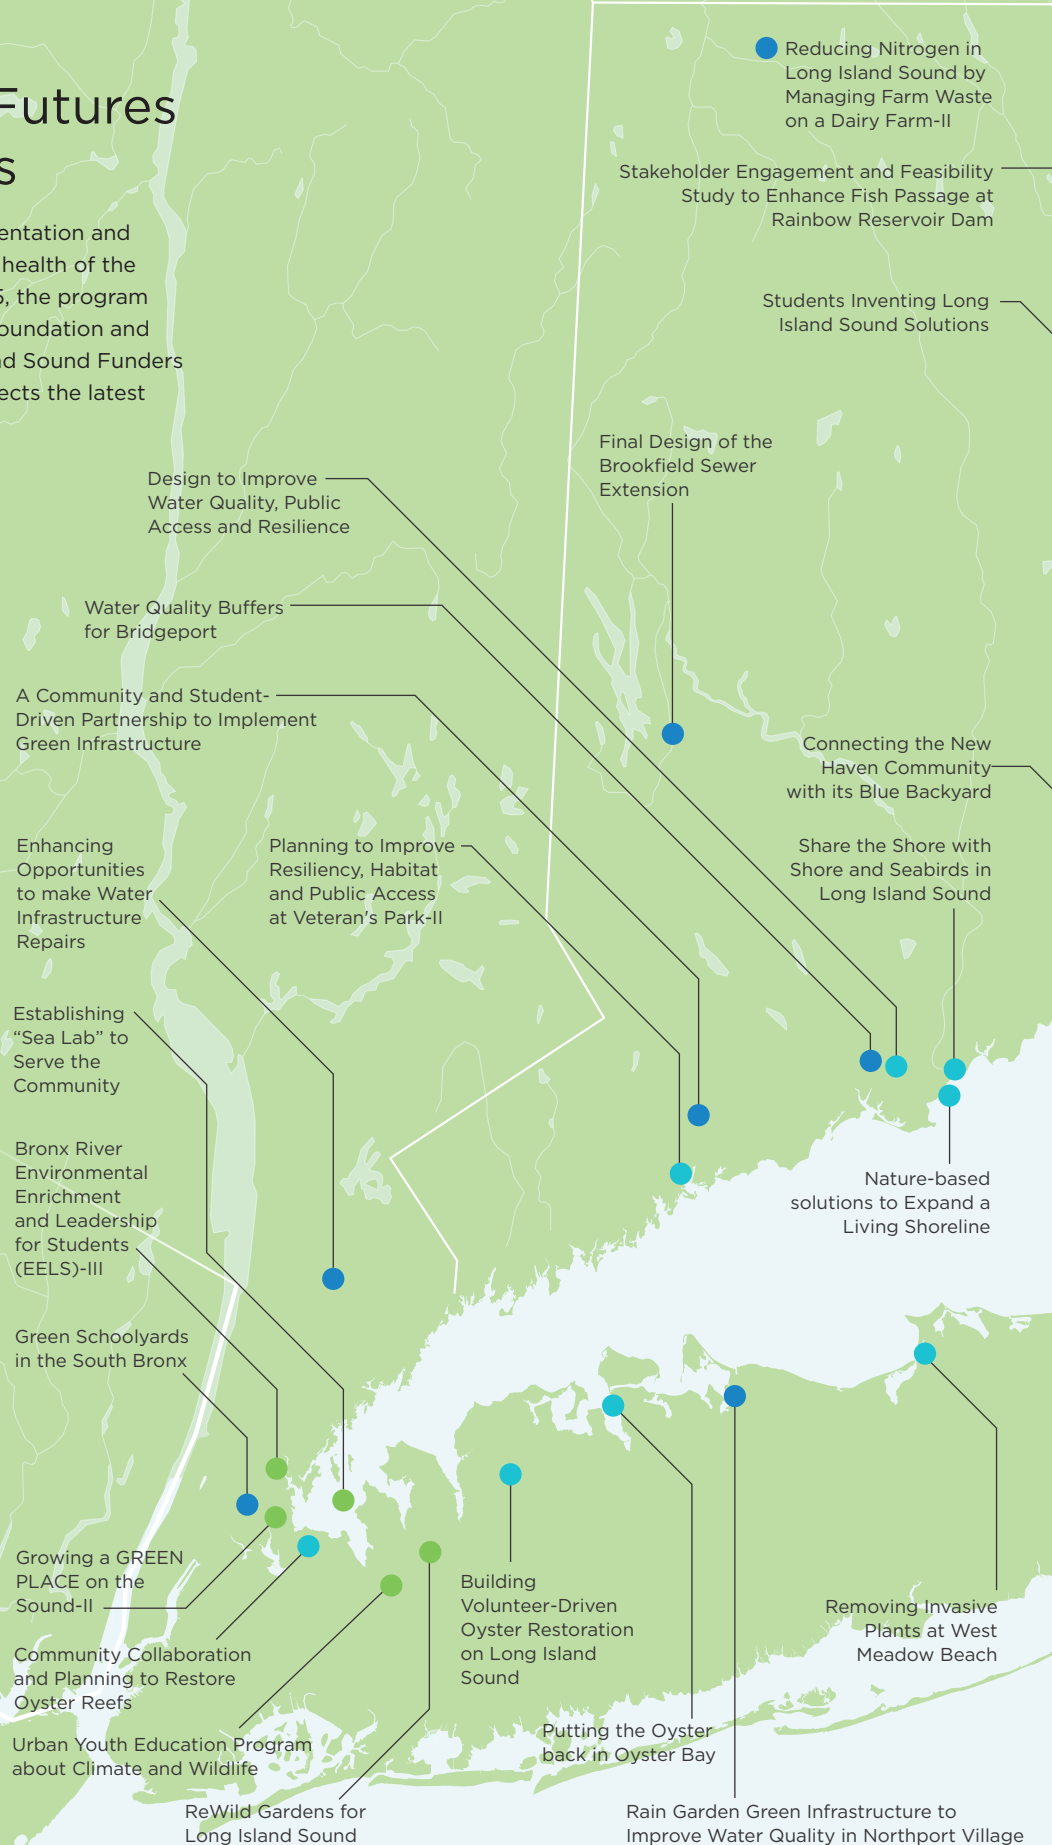 Futures
s
entation and
health of the
5, the program
oundation and
nd Sound Funders
ects the latest
Reducing Nitrogen in
Long Island Sound by
Managing Farm Waste
on a Dairy Farm-II
Stakeholder Engagement and Feasibility
Study to Enhance Fish Passage at
Rainbow Reservoir Dam
Students Inventing Long
Island Sound Solutions
Final Design of the
Brookfield Sewer
Extension
Design to Improve
Water Quality, Public
Access and Resilience
Water Quality Buffers
for Bridgeport
A Community and Student-
Driven Partnership to Implement
Green Infrastructure
Connecting the New
Haven Community
with its Blue Backyard
Enhancing
Opportunities
to make Water
Infrastructure
Repairs
Planning to Improve
Resiliency, Habitat
and Public Access
at Veteran's Park-II
Share the Shore with
Shore and Seabirds in
Long Island Sound
Establishing
“Sea Lab” to
Serve the
Community
Bronx River
Environmental
Enrichment
and Leadership
for Students
(EELS)-III
Nature-based
solutions to Expand a
Living Shoreline
Green Schoolyards
in the South Bronx
Growing a GREEN
PLACE on the
Sound-II
Building
Volunteer-Driven
Oyster Restoration
on Long Island
Sound
Removing Invasive
Plants at West
Meadow Beach
Community Collaboration
and Planning to Restore
Oyster Reefs
Putting the Oyster
back in Oyster Bay
Urban Youth Education Program
about Climate and Wildlife
ReWild Gardens for
Long Island Sound
Rain Garden Green Infrastructure to
Improve Water Quality in Northport Village